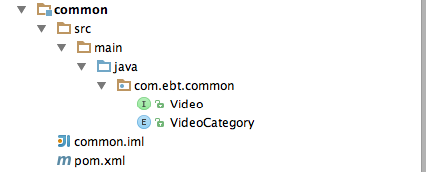 common
src
main
java
com.ebt.common
I Video
E VideoCategory
common.iml
m pom.xml